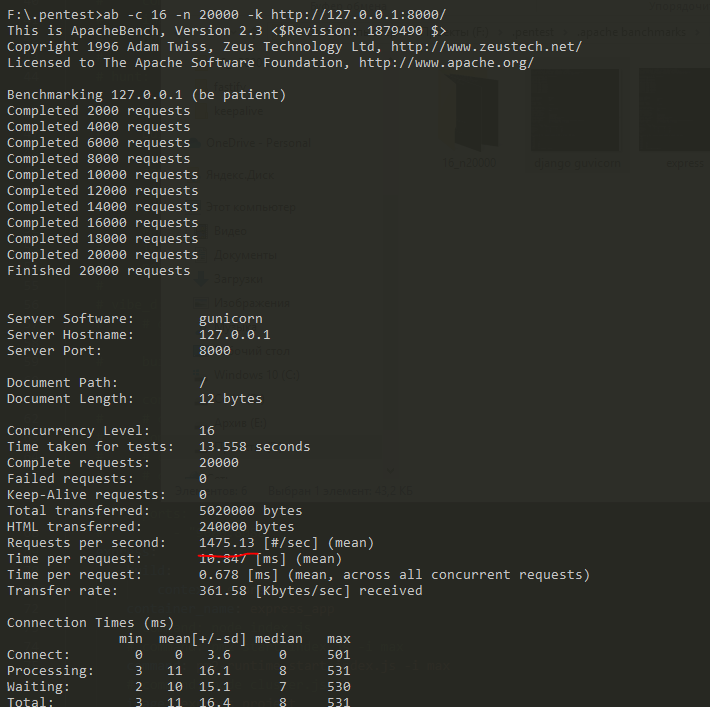 F:\.pentest>ab -c 16 -n 20000 -k http://127.0.0.1:8000/
This is ApacheBench, Version 2.3 <$Revision: 1879490 $>
Copyright 1996 Adam Twiss, Zeus Technology Ltd, http://www.zeustech.net/
Licensed to The Apache Software Foundation, http://www.apache.org/

Benchmarking 127.0.0.1 (be patient)
Completed 2000 requests
Completed 4000 requests
Completed 6000 requests
Completed 8000 requests
Completed 10000 requests
Completed 12000 requests
Completed 14000 requests
Completed 16000 requests
Completed 18000 requests
Completed 20000 requests
Finished 20000 requests

Server Software:        gunicorn
Server Hostname:        127.0.0.1
Server Port:            8000

Document Path:          /
Document Length:        12 bytes

Concurrency Level:      16
Time taken for tests:   13.558 seconds
Complete requests:      20000
Failed requests:        0
Keep-Alive requests:    0
Total transferred:      5020000 bytes
HTML transferred:       240000 bytes
Requests per second:    1475.13 [#/sec] (mean)
Time per request:       10.847 [ms] (mean)
Time per request:       0.678 [ms] (mean, across all concurrent requests)
Transfer rate:          361.58 [Kbytes/sec] received

Connection Times (ms)
              min  mean[+/-sd] median   max
Connect:        0    0   3.6      0     501
Processing:     3   11  16.1      8     531
Waiting:        2   10  15.1      7     530
Total:          3   11  16.4      8     531